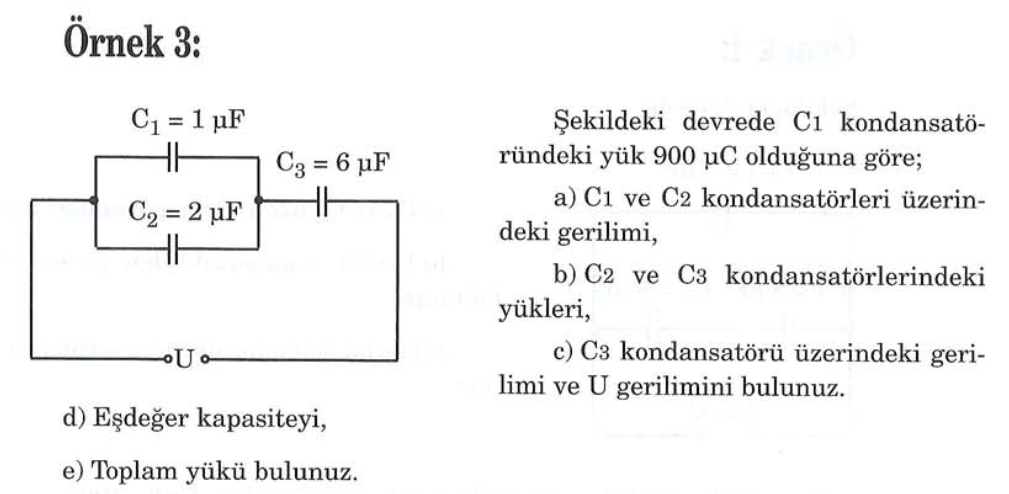 Örnek 3:
C₁ = 1 µF
C₃ = 6 µF
C₂ = 2 µF
U
Şekildeki devrede C1 kondansatö-
ründeki yük 900 µC olduğuna göre;
a) C1 ve C2 kondansatörleri üzerin-
deki gerilimi,
b) C2 ve C3 kondansatörlerindeki
yükleri,
c) C3 kondansatörü üzerindeki geri-
limi ve U gerilimini bulunuz.
d) Eşdeğer kapasiteyi,
e) Toplam yükü bulunuz.